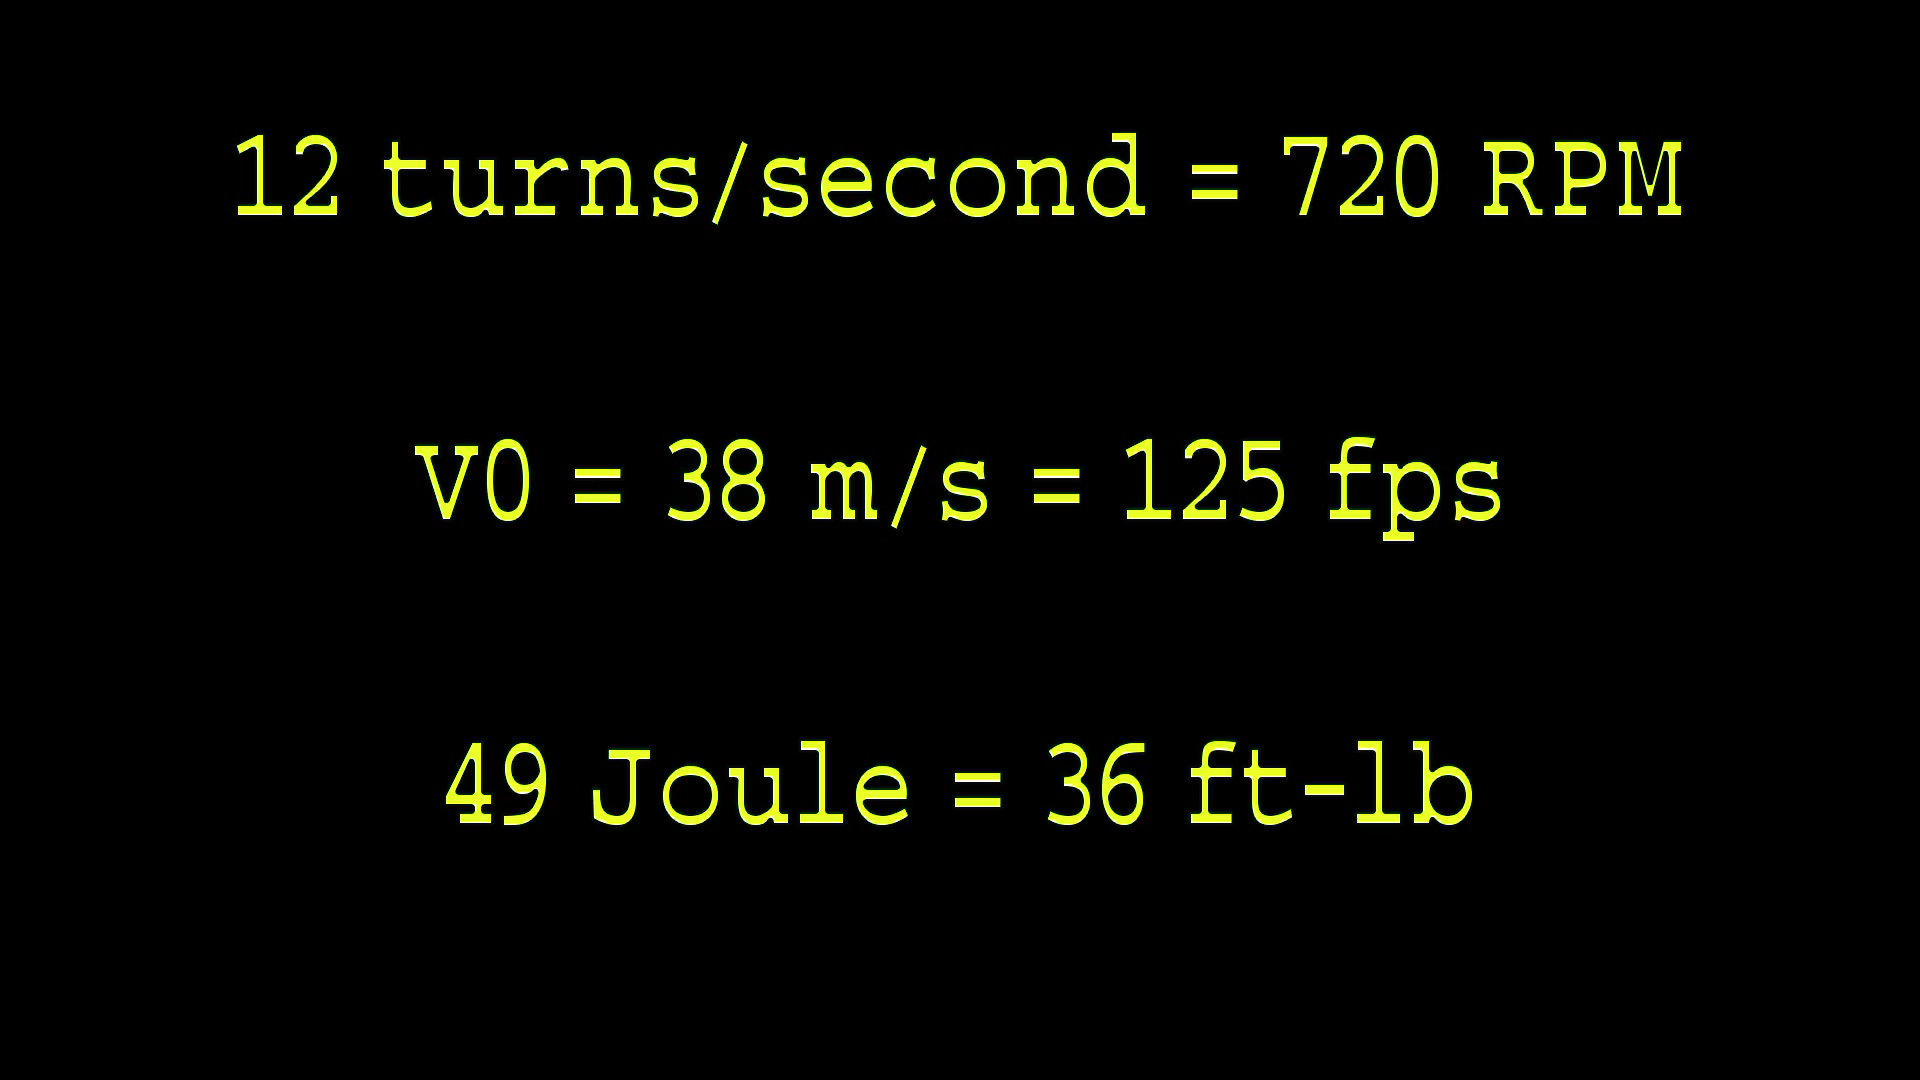 12 turns/second = 720 RPM
V0 = 38 m/s = 125 fps
49 Joule = 36 ft-lb